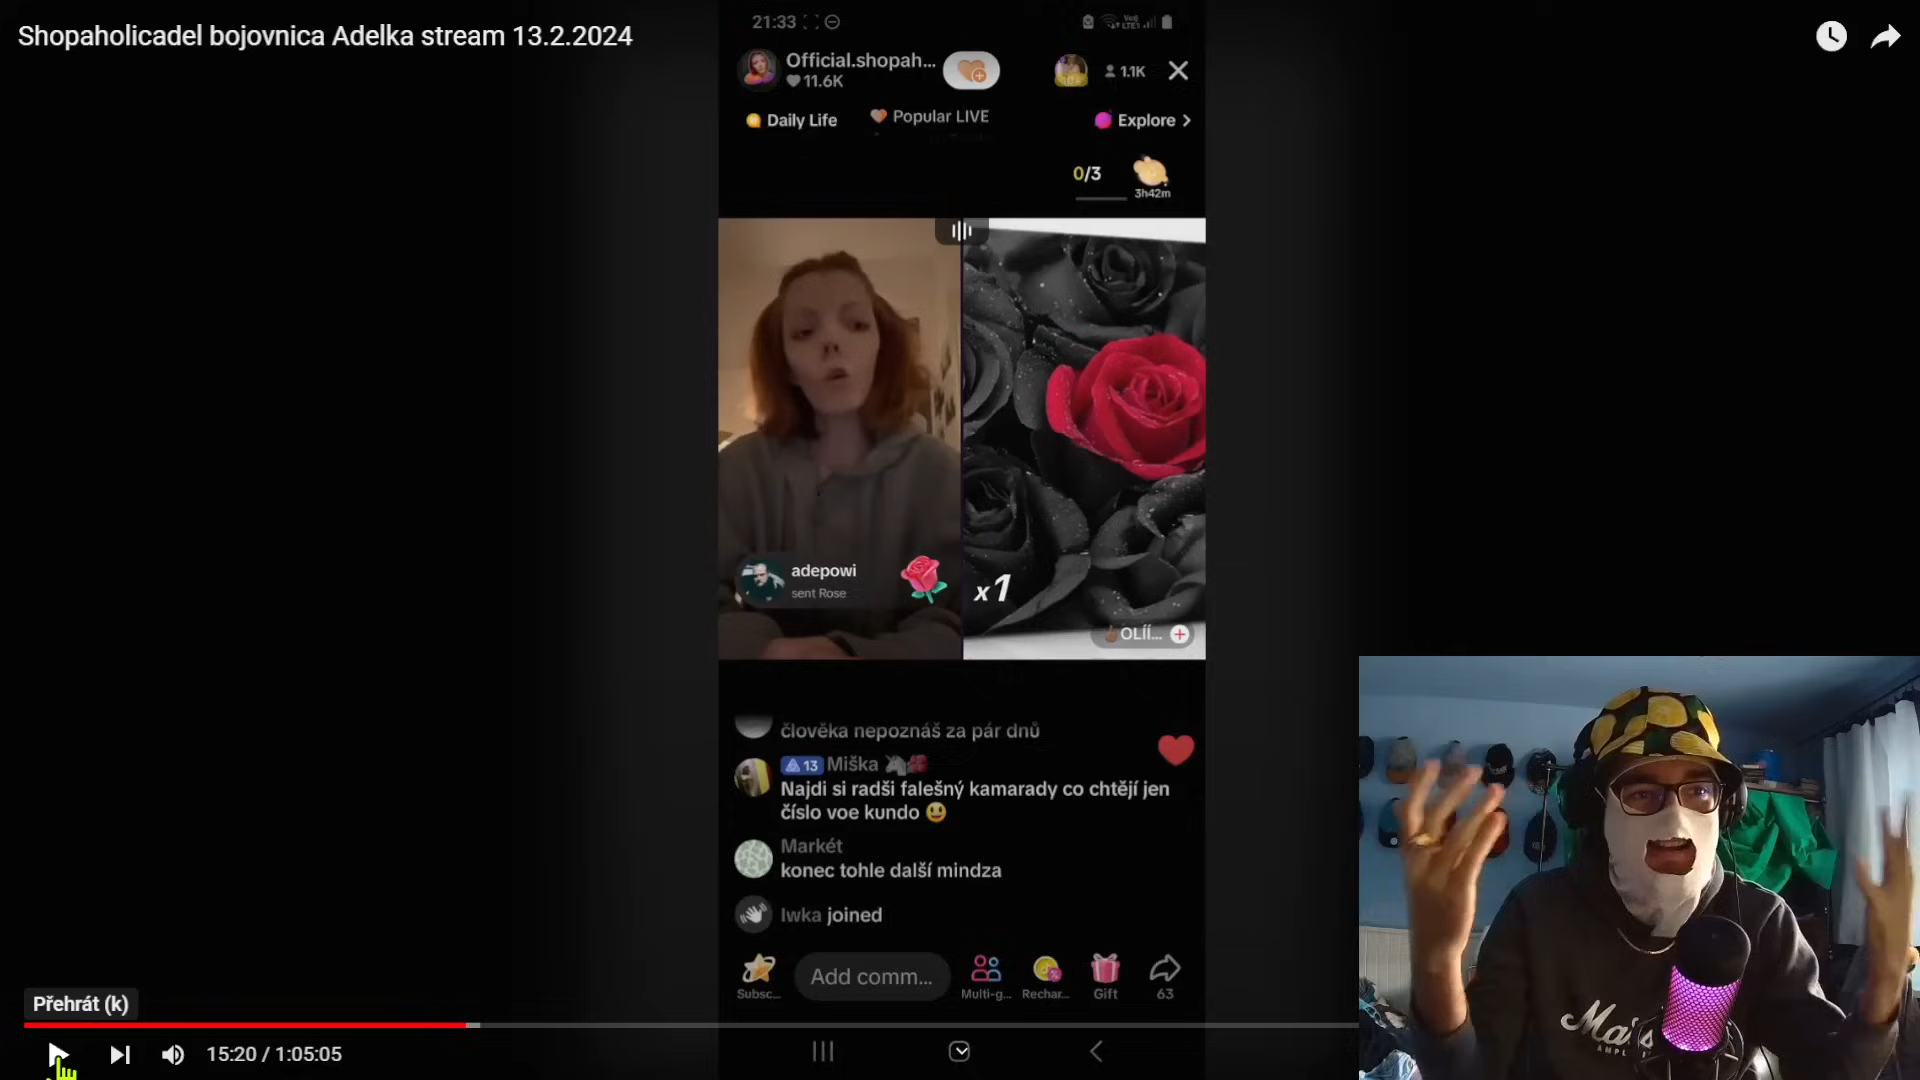 Shopaholicadel bojovnica Adelka stream 13.2.2024
21:33
Official.shopah...
11.6K
1.1K
Daily Life
Popular LIVE
Explore >
0/3
3h42m
adepowi
sent Rose
x1
OLÍÍ...
člověka nepoznáš za pár dnů
13 Miška
Najdi si radši falešný kamarady co chtějí jen
číslo voe kundo
Markét
konec tohle další mindza
Iwka joined
Add comm...
Subsc...
Multi-g...
Rechar...
Gift
63
Přehrát (k)
15:20 / 1:05:05